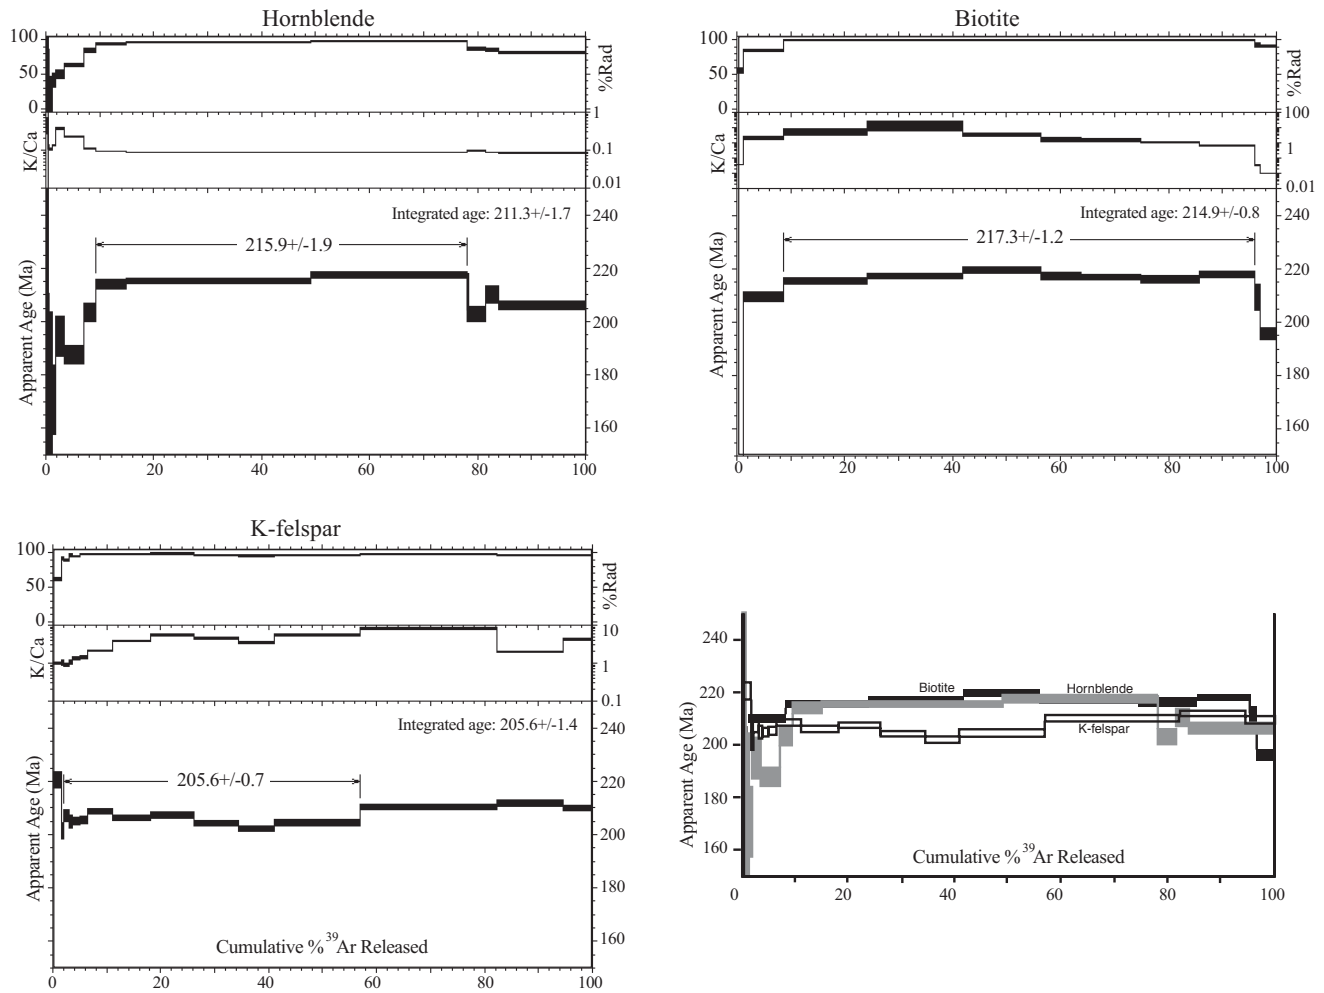 Hornblende
100
50
0
%Rad
1
0.1
0.01
K/Ca
Integrated age: 211.3+/-1.7
215.9+/-1.9
Apparent Age (Ma)
240
220
200
180
160
0 20 40 60 80 100
Biotite
100
50
0
%Rad
100
1
0.01
K/Ca
Integrated age: 214.9+/-0.8
217.3+/-1.2
Apparent Age (Ma)
240
220
200
180
160
0 20 40 60 80 100
K-felspar
100
50
0
%Rad
10
1
0.1
K/Ca
Integrated age: 205.6+/-1.4
205.6+/-0.7
Apparent Age (Ma)
240
220
200
180
160
Cumulative %³⁹Ar Released
0 20 40 60 80 100
240
220
200
180
160
Apparent Age (Ma)
Biotite
Hornblende
K-felspar
Cumulative %³⁹Ar Released
0 20 40 60 80 100